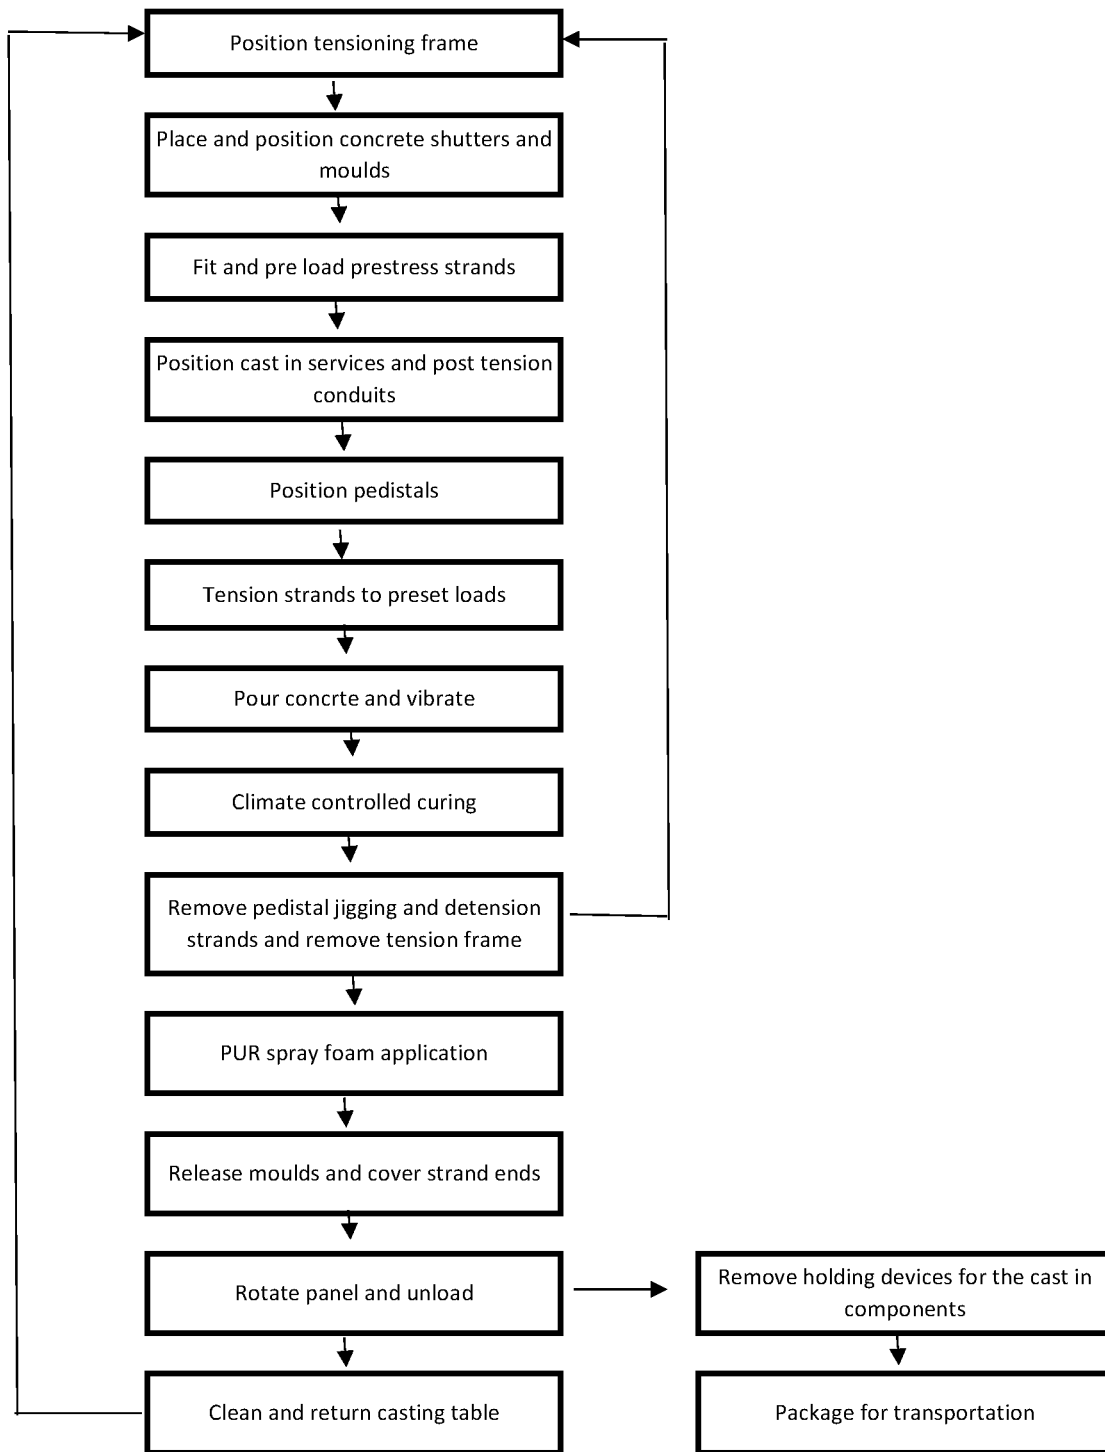 Position tensioning frame
Place and position concrete shutters and
moulds
Fit and pre load prestress strands
Position cast in services and post tension
conduits
Position pedistals
Tension strands to preset loads
Pour concrte and vibrate
Climate controlled curing
Remove pedistal jigging and detension
strands and remove tension frame
PUR spray foam application
Release moulds and cover strand ends
Rotate panel and unload
Remove holding devices for the cast in
components
Clean and return casting table
Package for transportation